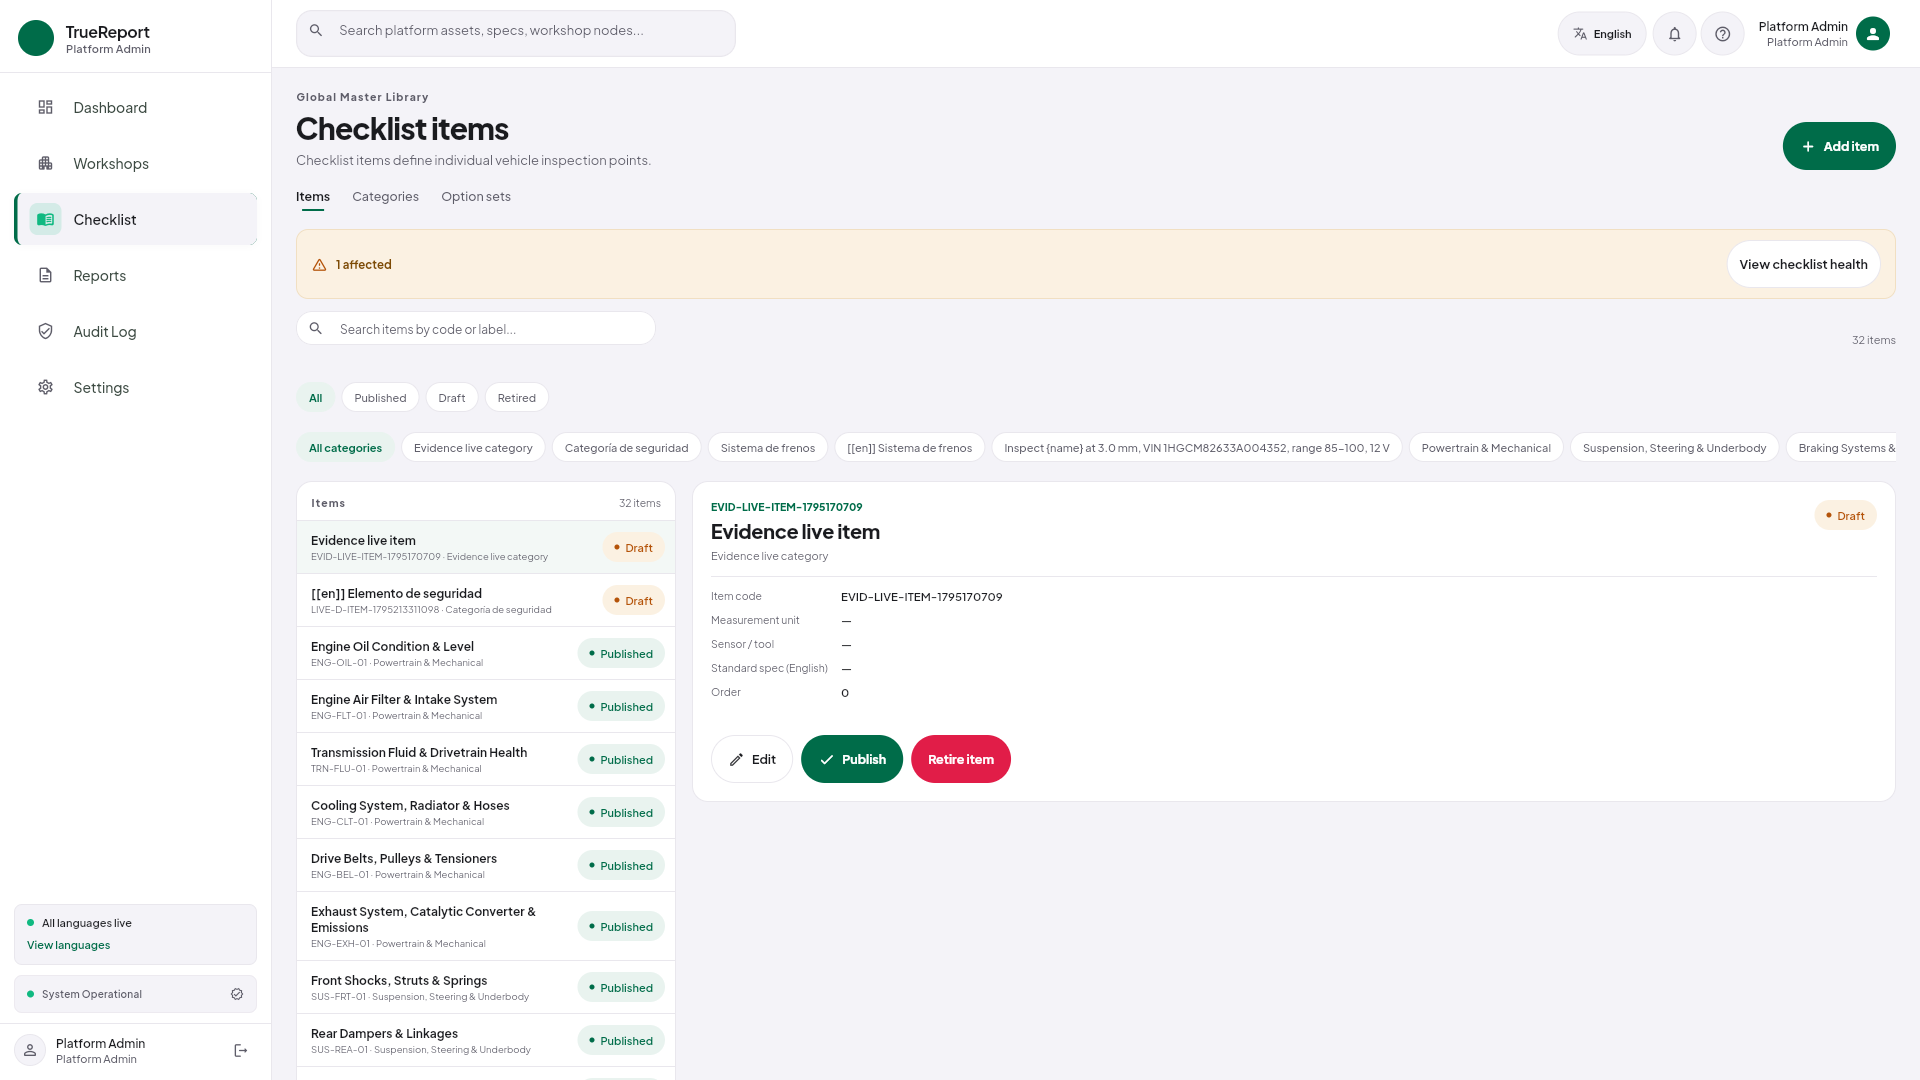 TrueReport
Platform Admin
Search platform assets, specs, workshop nodes...
English
Platform Admin
Platform Admin
Dashboard
Workshops
Checklist
Reports
Audit Log
Settings
All languages live
View languages
System Operational
Platform Admin
Platform Admin
Global Master Library
Checklist items
Checklist items define individual vehicle inspection points.
Add item
Items
Categories
Option sets
1 affected
View checklist health
Search items by code or label...
32 items
All
Published
Draft
Retired
All categories
Evidence live category
Categoría de seguridad
Sistema de frenos
[[en]] Sistema de frenos
Inspect {name} at 3.0 mm, VIN 1HGCM82633A004352, range 85–100, 12 V
Powertrain & Mechanical
Suspension, Steering & Underbody
Braking Systems &
Items
32 items
Evidence live item
EVID-LIVE-ITEM-1795170709 · Evidence live category
Draft
[[en]] Elemento de seguridad
LIVE-D-ITEM-1795213311098 · Categoría de seguridad
Draft
Engine Oil Condition & Level
ENG-OIL-01 · Powertrain & Mechanical
Published
Engine Air Filter & Intake System
ENG-FLT-01 · Powertrain & Mechanical
Published
Transmission Fluid & Drivetrain Health
TRN-FLU-01 · Powertrain & Mechanical
Published
Cooling System, Radiator & Hoses
ENG-CLT-01 · Powertrain & Mechanical
Published
Drive Belts, Pulleys & Tensioners
ENG-BEL-01 · Powertrain & Mechanical
Published
Exhaust System, Catalytic Converter &
Emissions
ENG-EXH-01 · Powertrain & Mechanical
Published
Front Shocks, Struts & Springs
SUS-FRT-01 · Suspension, Steering & Underbody
Published
Rear Dampers & Linkages
SUS-REA-01 · Suspension, Steering & Underbody
Published
EVID-LIVE-ITEM-1795170709
Evidence live item
Evidence live category
Draft
Item code EVID-LIVE-ITEM-1795170709
Measurement unit —
Sensor / tool —
Standard spec (English) —
Order 0
Edit
Publish
Retire item